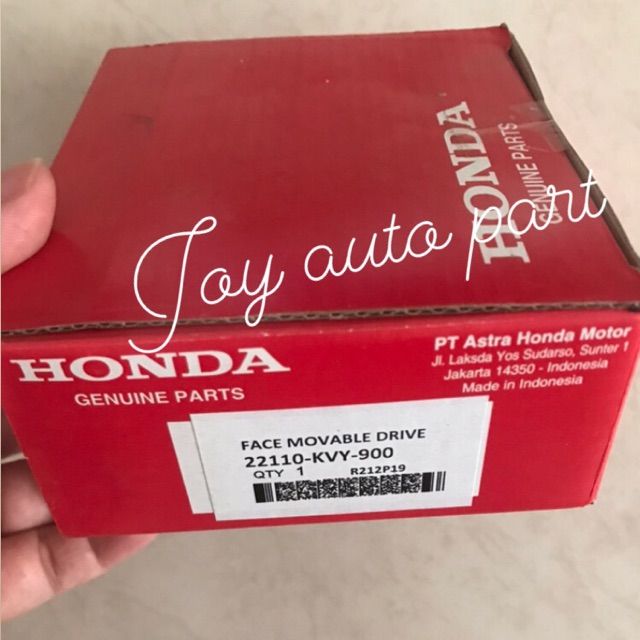 HONDA
GENUINE PARTS
Joy auto part
HONDA
GENUINE PARTS
PT Astra Honda Motor
Jl. Laksda Yos Sudarso, Sunter 1
Jakarta 14350 - Indonesia
Made in Indonesia
FACE MOVABLE DRIVE
22110-KVY-900
QTY 1 R212P19